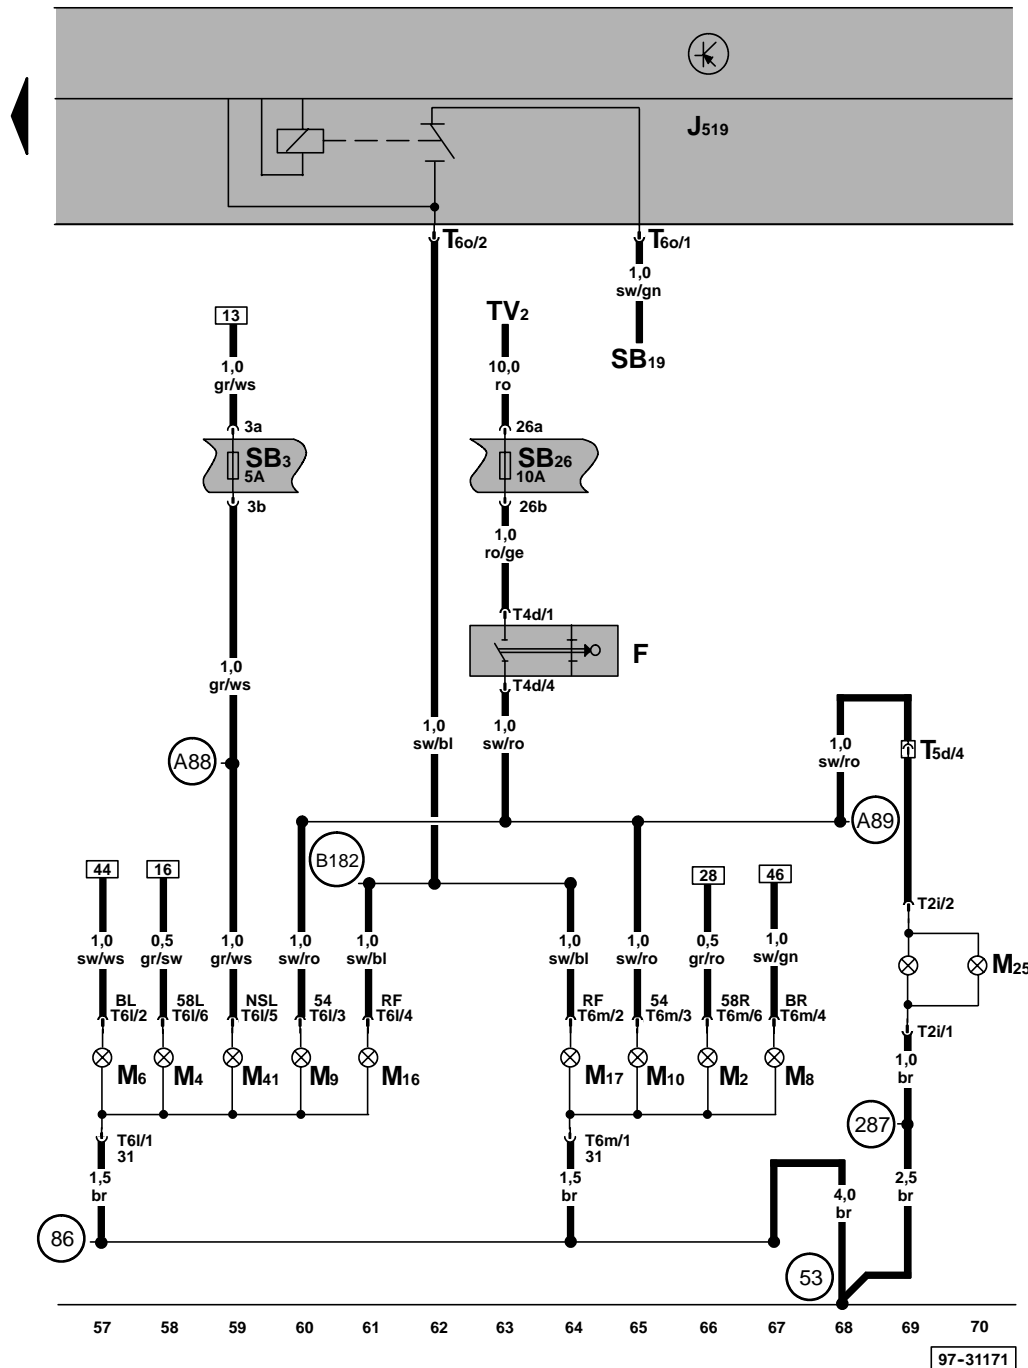 J519
T6o/2
T6o/1
1,0
sw/gn
SB19
13
TV2
1,0
gr/ws
10,0
ro
3a
26a
SB3
5A
SB26
10A
3b
26b
1,0
ro/ge
T4d/1
F
T4d/4
1,0
gr/ws
1,0
sw/bl
1,0
sw/ro
1,0
sw/ro
T5d/4
A88
A89
B182
44
16
28
46
T2i/2
1,0
sw/ws
0,5
gr/sw
1,0
gr/ws
1,0
sw/ro
1,0
sw/bl
1,0
sw/bl
1,0
sw/ro
0,5
gr/ro
1,0
sw/gn
M25
BL
T6l/2
58L
T6l/6
NSL
T6l/5
54
T6l/3
RF
T6l/4
RF
T6m/2
54
T6m/3
58R
T6m/6
BR
T6m/4
T2i/1
M6
M4
M41
M9
M16
M17
M10
M2
M8
1,0
br
287
T6l/1
31
T6m/1
31
1,5
br
1,5
br
4,0
br
2,5
br
86
53
57 58 59 60 61 62 63 64 65 66 67 68 69 70
97-31171